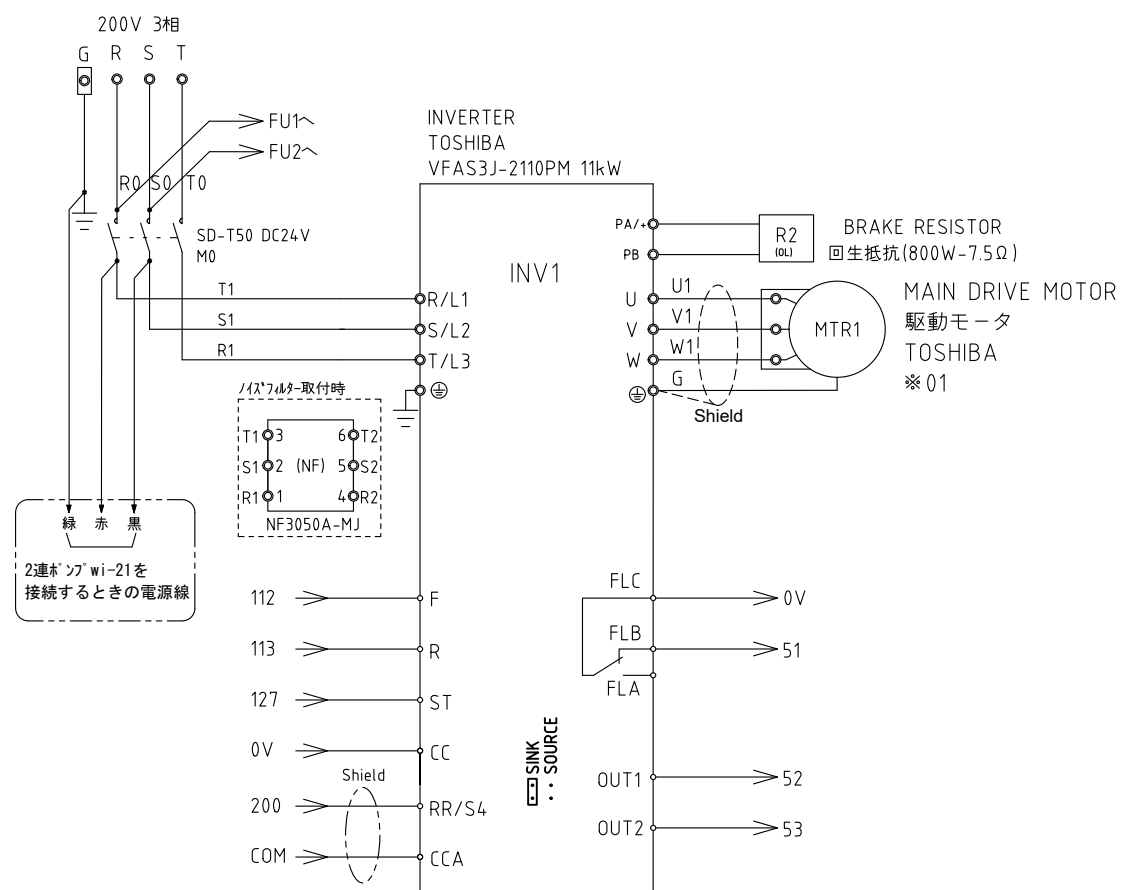 200V 3相
G R S T
FU1へ
FU2へ
R0 S0 T0
SD-T50 DC24V
M0
T1
S1
R1
INVERTER
TOSHIBA
VFAS3J-2110PM 11kW
INV1
R/L1
S/L2
T/L3
PA/+
PB
R2
(OL)
BRAKE RESISTOR
回生抵抗(800W-7.5Ω)
U U1
V V1
W W1
G
Shield
MTR1
MAIN DRIVE MOTOR
駆動モータ
TOSHIBA
※01
ノイズフィルター取付時
T1 3 6 T2
S1 2 (NF) 5 S2
R1 1 4 R2
NF3050A-MJ
緑 赤 黒
2連ポンプwi-21を
接続するときの電源線
112 F
113 R
127 ST
0V CC
Shield
200 RR/S4
COM CCA
SINK
SOURCE
FLC 0V
FLB 51
FLA
OUT1 52
OUT2 53